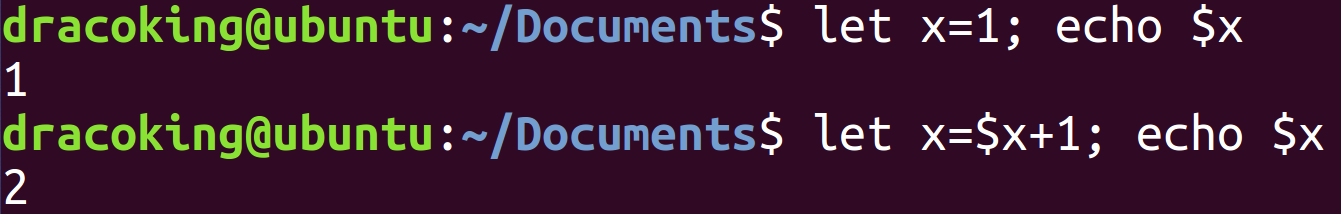 dracoking@ubuntu:~/Documents$ let x=1; echo $x
1
dracoking@ubuntu:~/Documents$ let x=$x+1; echo $x
2